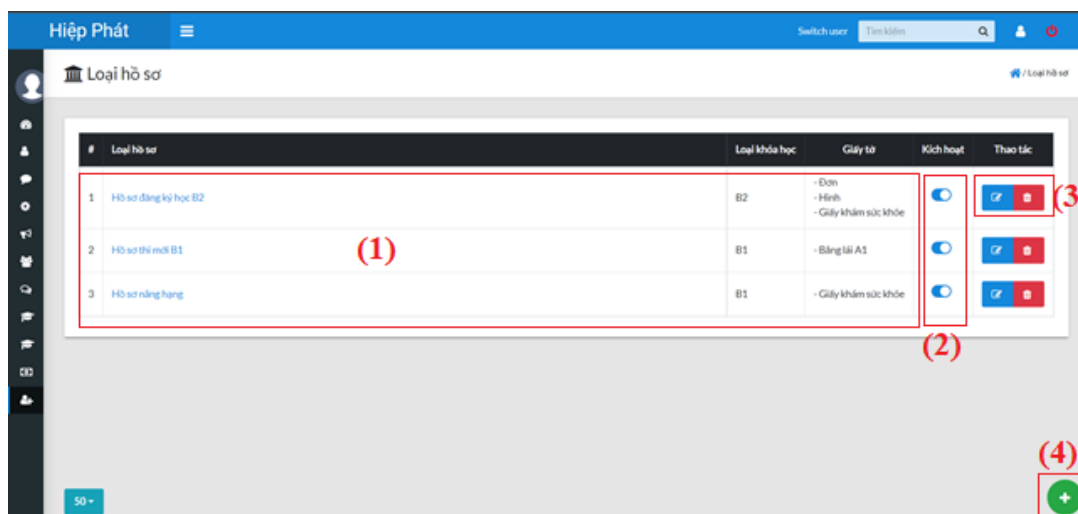 Hiệp Phát
Switch user
Tìm kiếm
Loại hồ sơ
/ Loại hồ sơ
# Loại hồ sơ Loại khóa học Giấy tờ Kích hoạt Thao tác
1 Hồ sơ đăng ký học B2 B2 - Đơn
- Hình
- Giấy khám sức khỏe
(3
(1)
2 Hồ sơ thi mới B1 B1 - Bằng lái A1
3 Hồ sơ nâng hạng B1 - Giấy khám sức khỏe
(2)
(4)
50